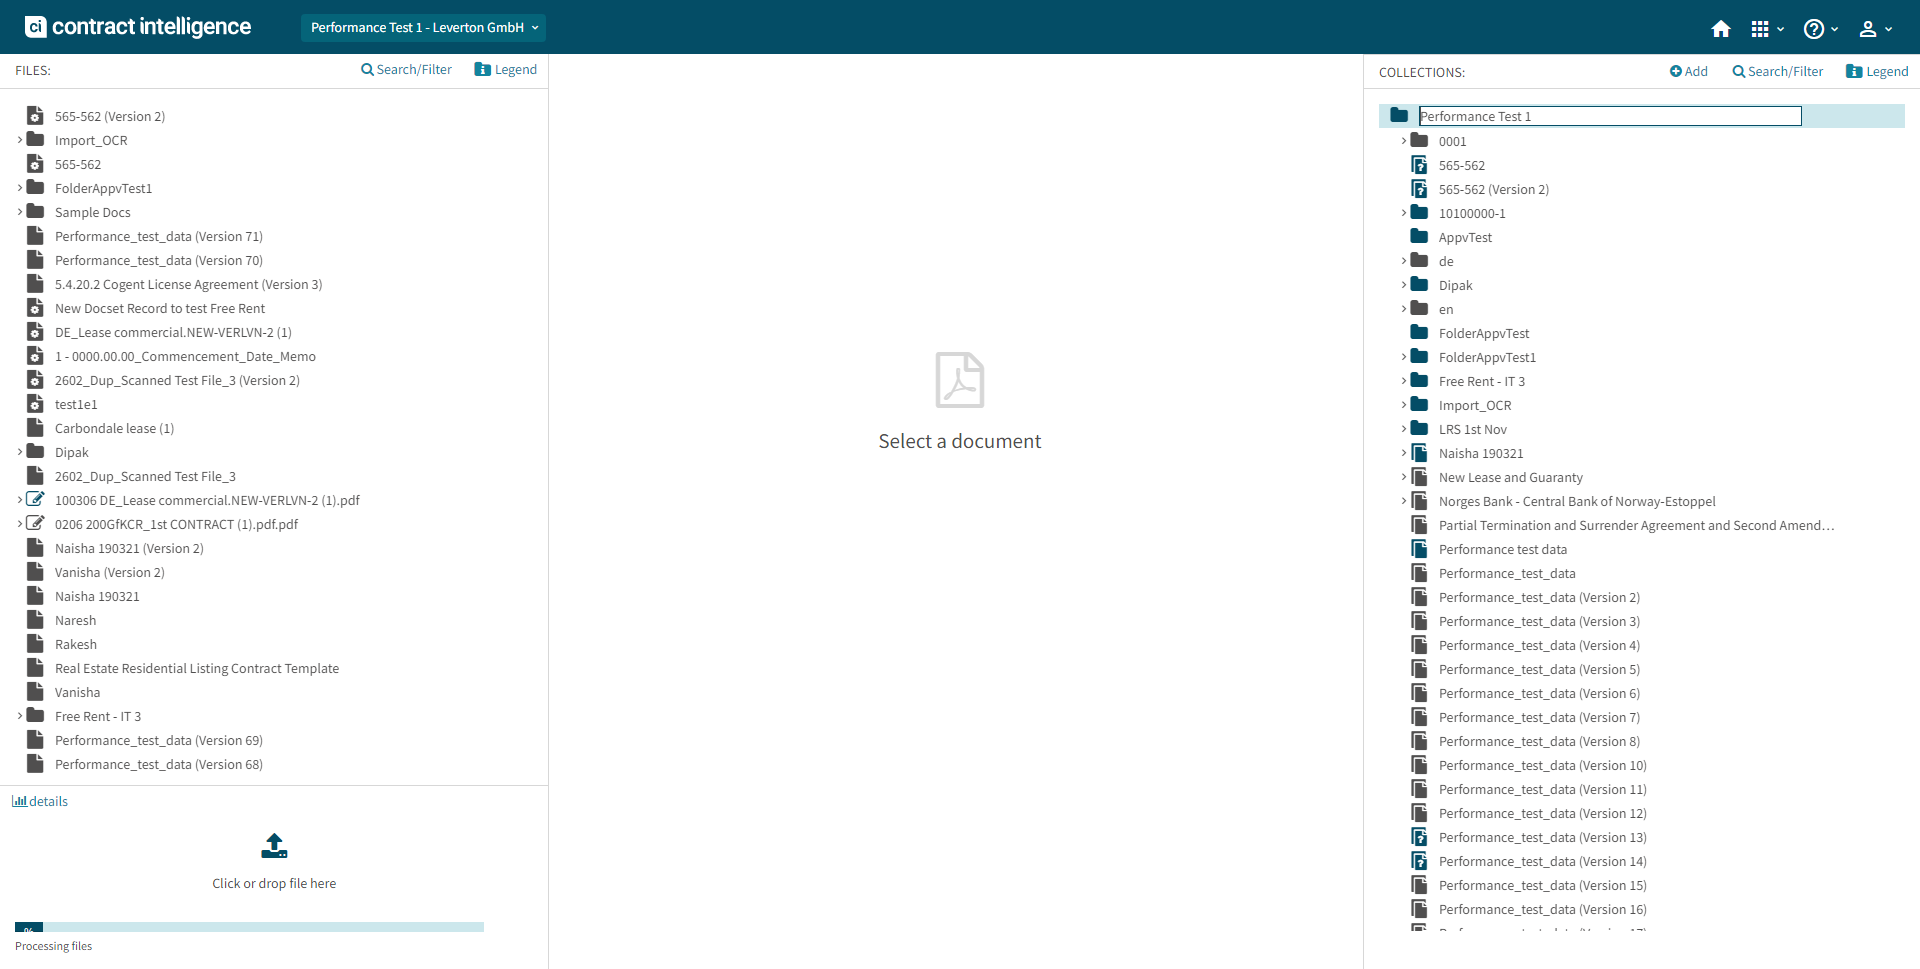 ci contract intelligence
Performance Test 1 - Leverton GmbH
FILES:
Search/Filter
Legend
565-562 (Version 2)
Import_OCR
565-562
FolderAppvTest1
Sample Docs
Performance_test_data (Version 71)
Performance_test_data (Version 70)
5.4.20.2 Cogent License Agreement (Version 3)
New Docset Record to test Free Rent
DE_Lease commercial.NEW-VERLVN-2 (1)
1 - 0000.00.00_Commencement_Date_Memo
2602_Dup_Scanned Test File_3 (Version 2)
test1e1
Carbondale lease (1)
Dipak
2602_Dup_Scanned Test File_3
100306 DE_Lease commercial.NEW-VERLVN-2 (1).pdf
0206 200GfKCR_1st CONTRACT (1).pdf.pdf
Naisha 190321 (Version 2)
Vanisha (Version 2)
Naisha 190321
Naresh
Rakesh
Real Estate Residential Listing Contract Template
Vanisha
Free Rent - IT 3
Performance_test_data (Version 69)
Performance_test_data (Version 68)
details
Click or drop file here
%
Processing files
Select a document
COLLECTIONS:
Add
Search/Filter
Legend
Performance Test 1
0001
565-562
565-562 (Version 2)
10100000-1
AppvTest
de
Dipak
en
FolderAppvTest
FolderAppvTest1
Free Rent - IT 3
Import_OCR
LRS 1st Nov
Naisha 190321
New Lease and Guaranty
Norges Bank - Central Bank of Norway-Estoppel
Partial Termination and Surrender Agreement and Second Amend...
Performance test data
Performance_test_data
Performance_test_data (Version 2)
Performance_test_data (Version 3)
Performance_test_data (Version 4)
Performance_test_data (Version 5)
Performance_test_data (Version 6)
Performance_test_data (Version 7)
Performance_test_data (Version 8)
Performance_test_data (Version 10)
Performance_test_data (Version 11)
Performance_test_data (Version 12)
Performance_test_data (Version 13)
Performance_test_data (Version 14)
Performance_test_data (Version 15)
Performance_test_data (Version 16)